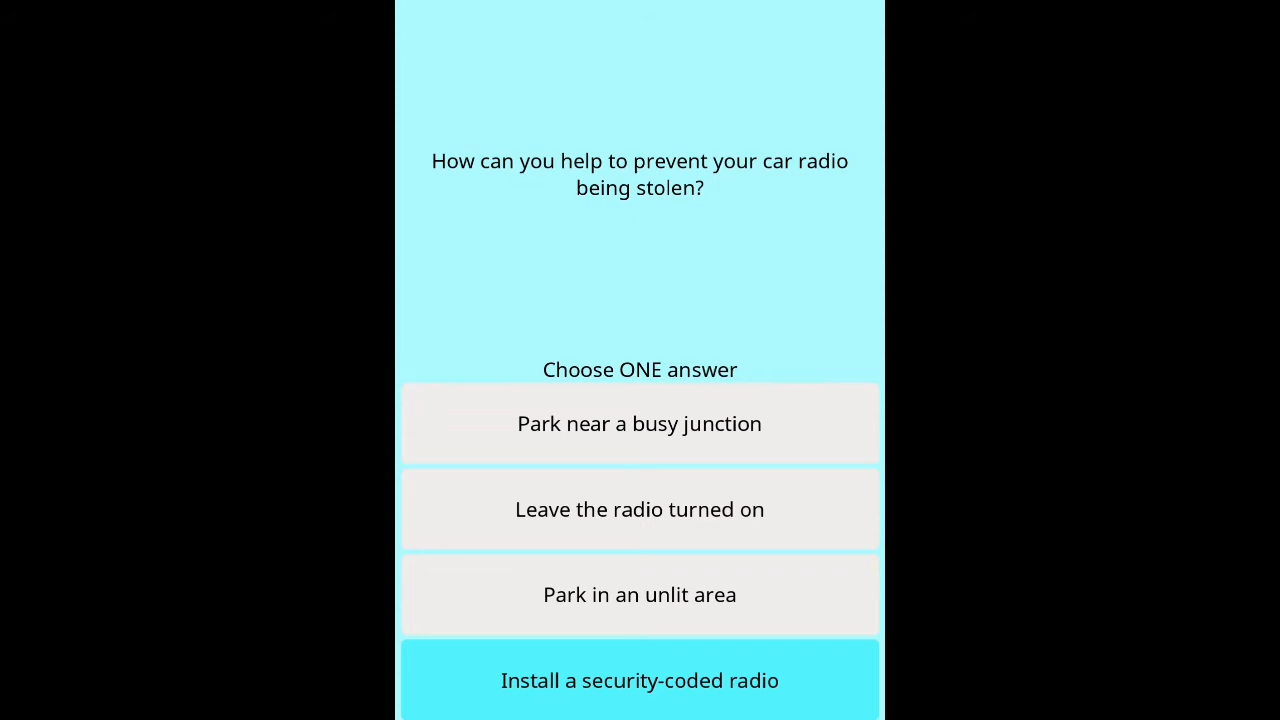 How can you help to prevent your car radio
being stolen?
Choose ONE answer
Park near a busy junction
Leave the radio turned on
Park in an unlit area
Install a security-coded radio